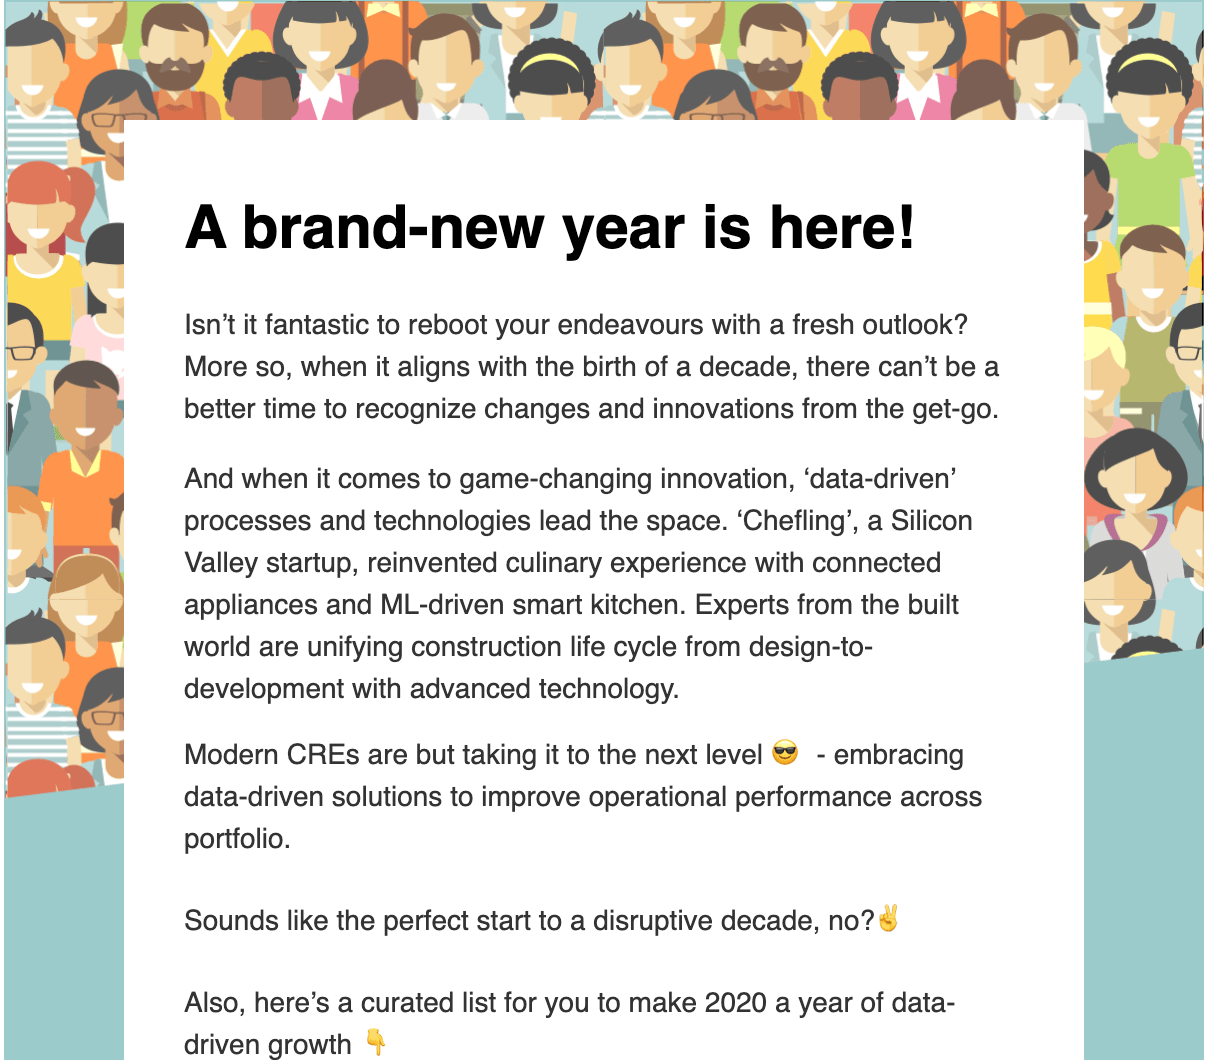 A brand-new year is here!
Isn’t it fantastic to reboot your endeavours with a fresh outlook?
More so, when it aligns with the birth of a decade, there can’t be a
better time to recognize changes and innovations from the get-go.
And when it comes to game-changing innovation, ‘data-driven’
processes and technologies lead the space. ‘Chefling’, a Silicon
Valley startup, reinvented culinary experience with connected
appliances and ML-driven smart kitchen. Experts from the built
world are unifying construction life cycle from design-to-
development with advanced technology.
Modern CREs are but taking it to the next level 😎 - embracing
data-driven solutions to improve operational performance across
portfolio.
Sounds like the perfect start to a disruptive decade, no?✌️
Also, here’s a curated list for you to make 2020 a year of data-
driven growth 👇